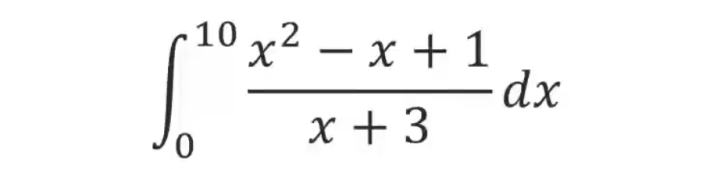 ∫₀¹⁰ (x² − x + 1)/(x + 3) dx